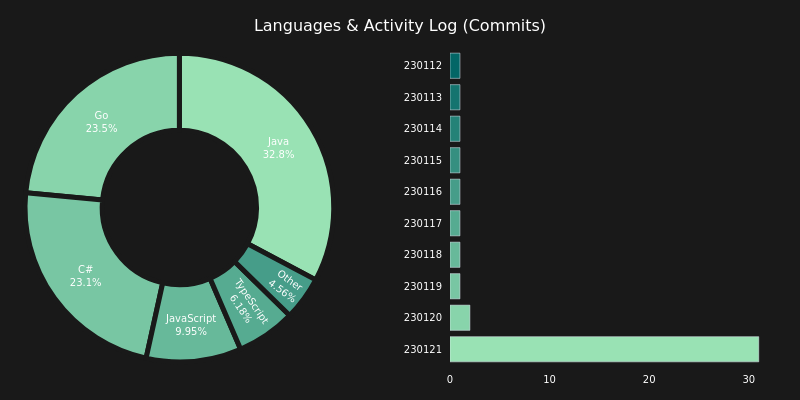 Languages & Activity Log (Commits)
Go
23.5%
Java
32.8%
C#
23.1%
JavaScript
9.95%
TypeScript
6.18%
Other
4.56%
230112
230113
230114
230115
230116
230117
230118
230119
230120
230121
0 10 20 30